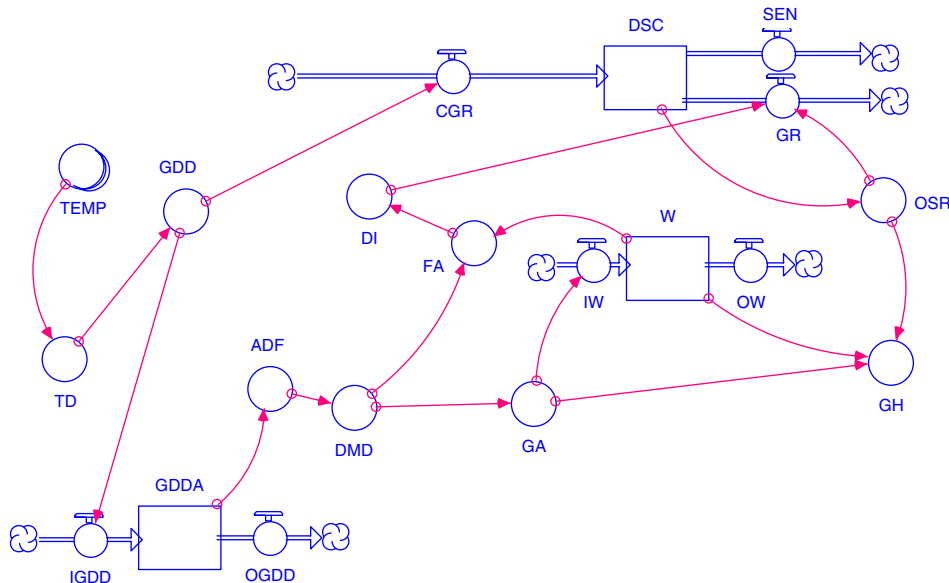 SEN
DSC
CGR
GR
GDD
TEMP
OSR
W
DI
FA
IW
OW
ADF
TD
GH
DMD
GA
GDDA
IGDD
OGDD